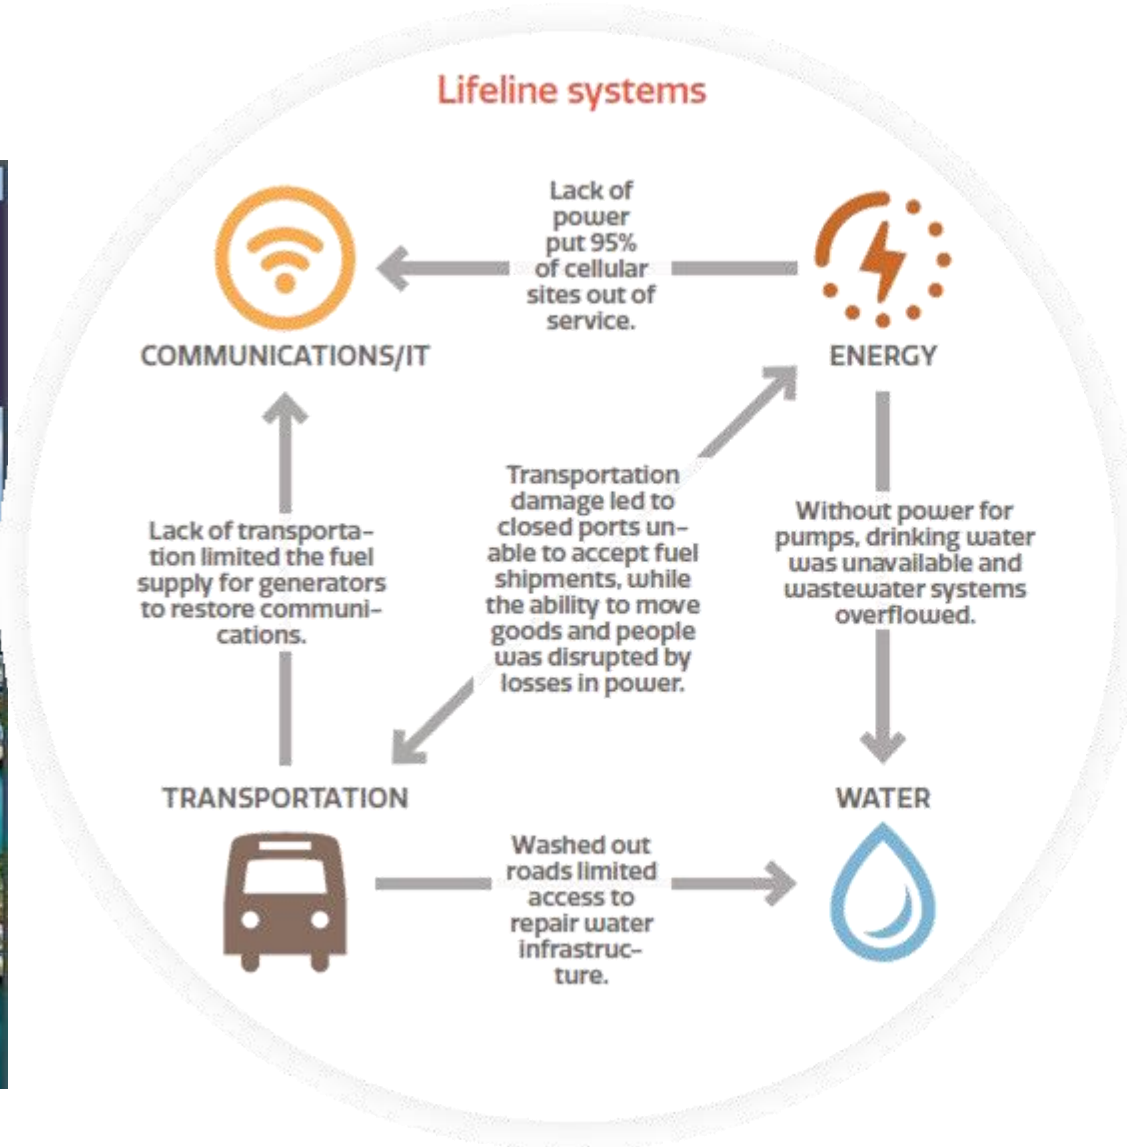 Lifeline systems
Lack of
power
put 95%
of cellular
sites out of
service.
COMMUNICATIONS/IT
ENERGY
Lack of transporta-
tion limited the fuel
supply for generators
to restore communi-
cations.
Transportation
damage led to
closed ports un-
able to accept fuel
shipments, while
the ability to move
goods and people
was disrupted by
losses in power.
Without power for
pumps, drinking water
was unavailable and
wastewater systems
overflowed.
TRANSPORTATION
WATER
Washed out
roads limited
access to
repair water
infrastruc-
ture.